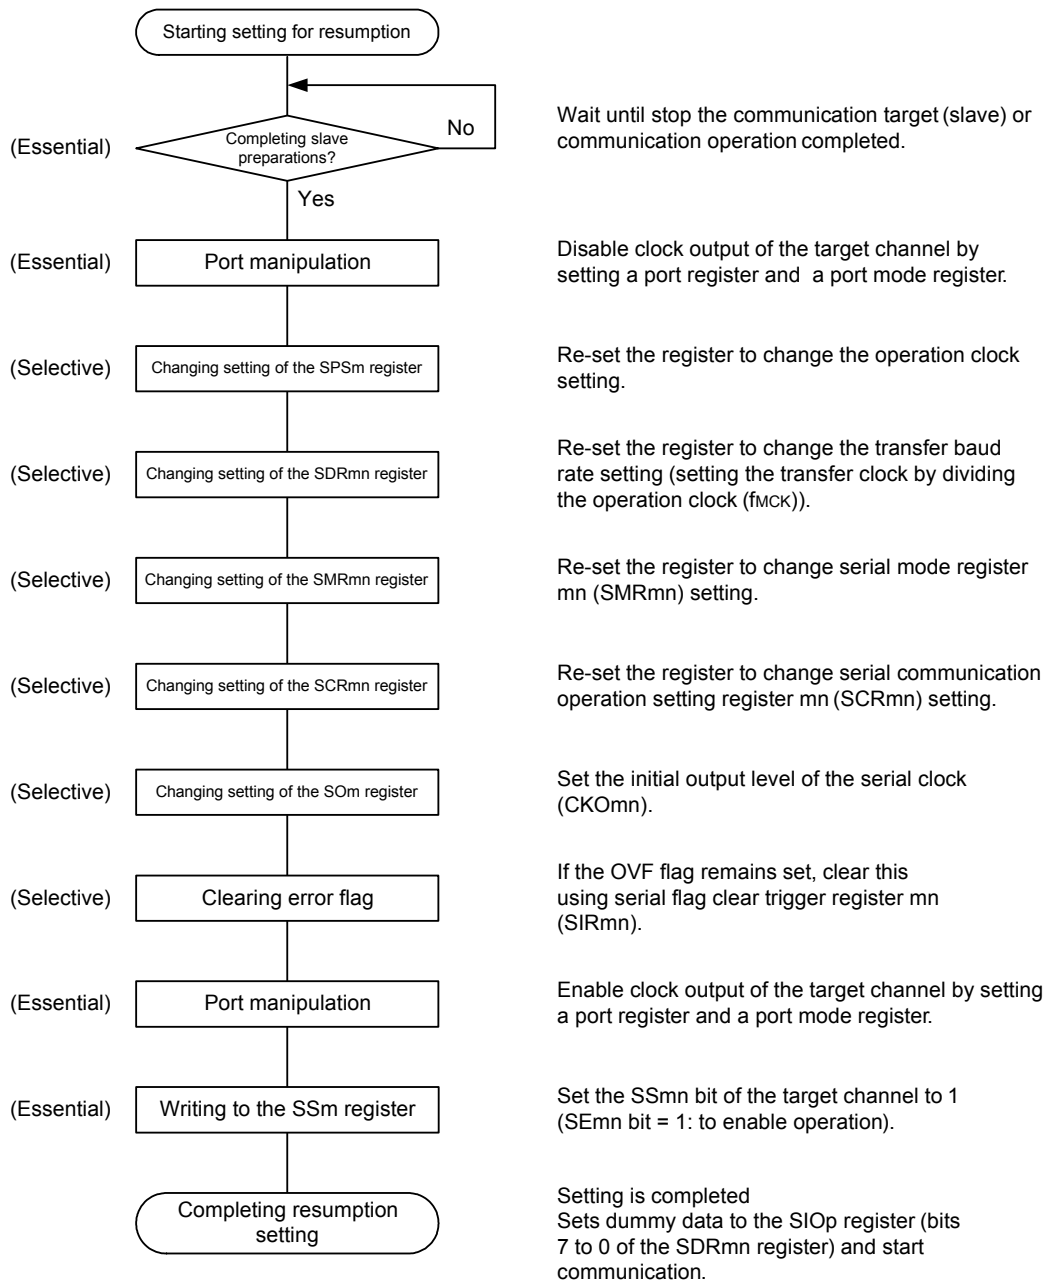 Starting setting for resumption
(Essential)
Completing slave
preparations?
No
Yes
Wait until stop the communication target (slave) or
communication operation completed.
(Essential)
Port manipulation
Disable clock output of the target channel by
setting a port register and a port mode register.
(Selective)
Changing setting of the SPSm register
Re-set the register to change the operation clock
setting.
(Selective)
Changing setting of the SDRmn register
Re-set the register to change the transfer baud
rate setting (setting the transfer clock by dividing
the operation clock (fMCK)).
(Selective)
Changing setting of the SMRmn register
Re-set the register to change serial mode register
mn (SMRmn) setting.
(Selective)
Changing setting of the SCRmn register
Re-set the register to change serial communication
operation setting register mn (SCRmn) setting.
(Selective)
Changing setting of the SOm register
Set the initial output level of the serial clock
(CKOmn).
(Selective)
Clearing error flag
If the OVF flag remains set, clear this
using serial flag clear trigger register mn
(SIRmn).
(Essential)
Port manipulation
Enable clock output of the target channel by setting
a port register and a port mode register.
(Essential)
Writing to the SSm register
Set the SSmn bit of the target channel to 1
(SEmn bit = 1: to enable operation).
Completing resumption
setting
Setting is completed
Sets dummy data to the SIOp register (bits
7 to 0 of the SDRmn register) and start
communication.